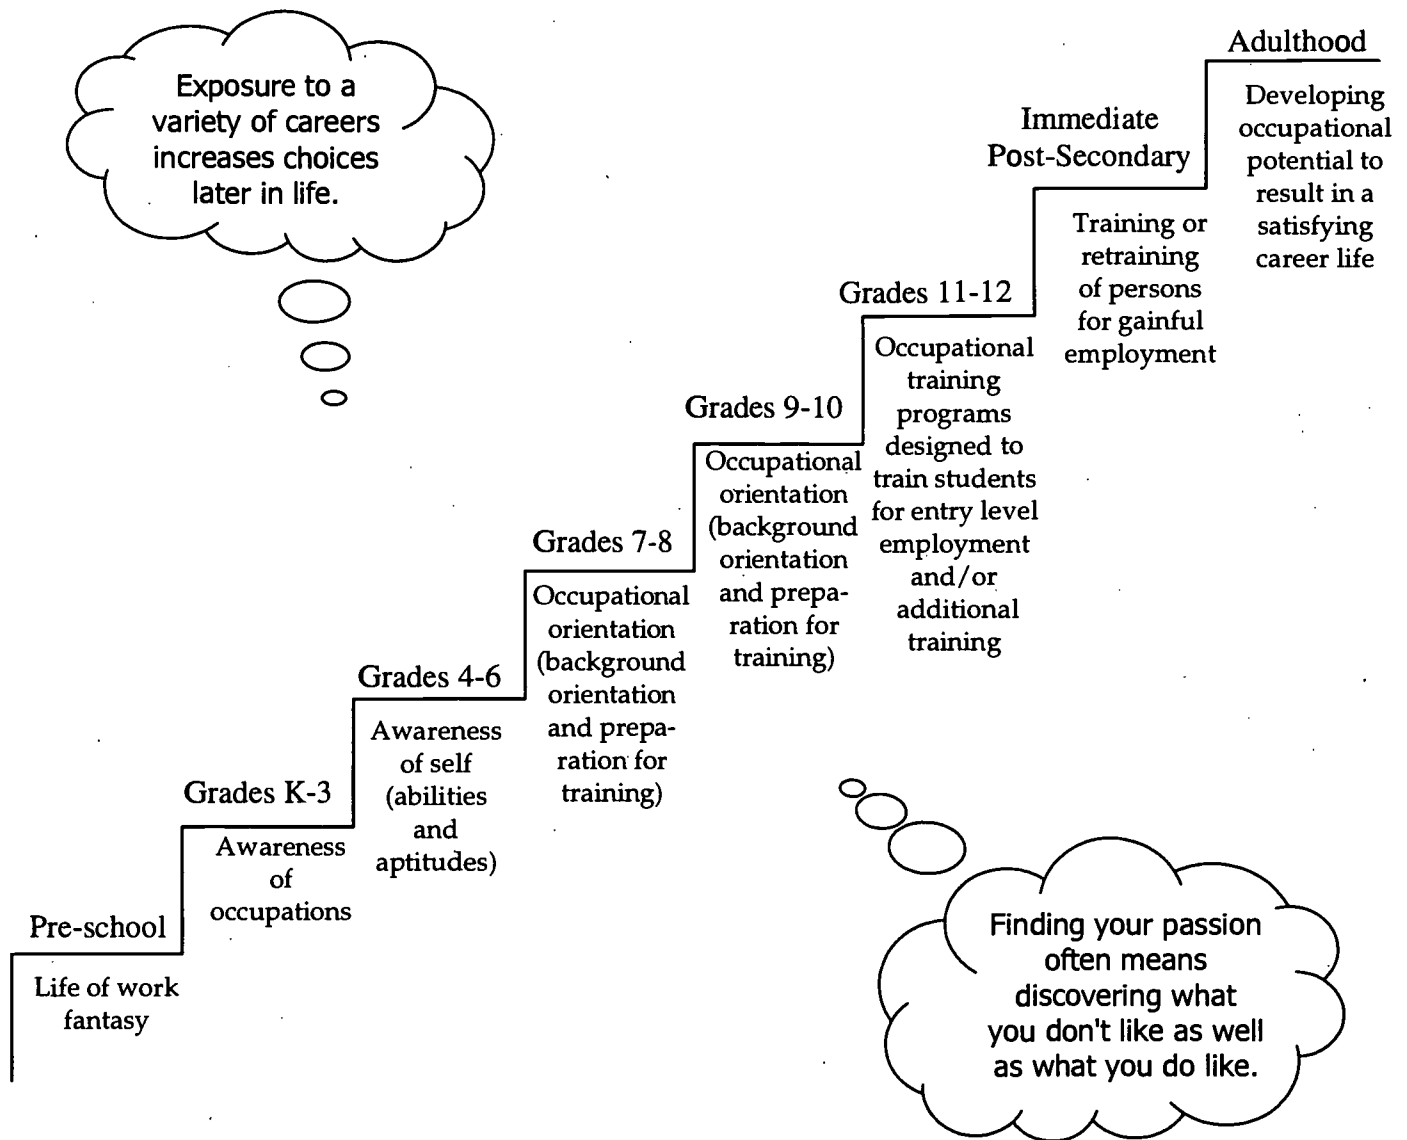 Exposure to a
variety of careers
increases choices
later in life.
Adulthood
Developing
occupational
potential to
result in a
satisfying
career life
Immediate
Post-Secondary
Training or
retraining
of persons
for gainful
employment
Grades 11-12
Occupational
training
programs
designed to
train students
for entry level
employment
and/or
additional
training
Grades 9-10
Occupational
orientation
(background
orientation
and prepa-
ration for
training)
Grades 7-8
Occupational
orientation
(background
orientation
and prepa-
ration for
training)
Grades 4-6
Awareness
of self
(abilities
and
aptitudes)
Grades K-3
Awareness
of
occupations
Pre-school
Life of work
fantasy
Finding your passion
often means
discovering what
you don't like as well
as what you do like.